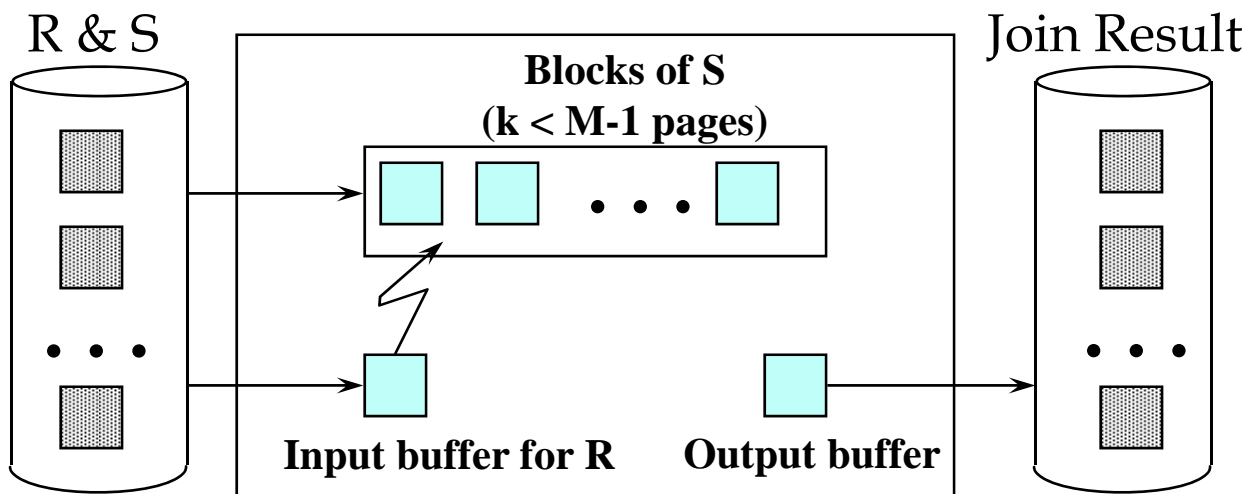 R & S
Join Result
Blocks of S
(k < M-1 pages)
• • •
• • •
• • •
Input buffer for R
Output buffer